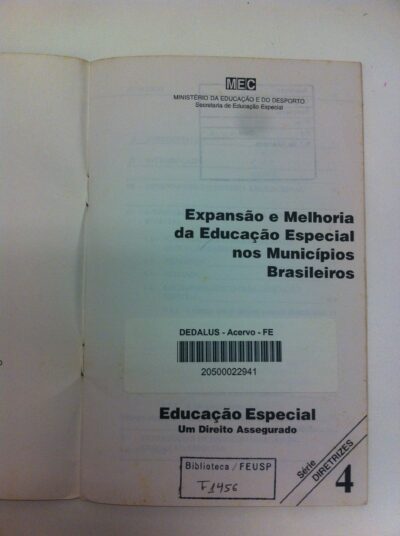 MEC
MINISTÉRIO DA EDUCAÇÃO E DO DESPORTO
Secretaria de Educação Especial
Expansão e Melhoria
da Educação Especial
nos Municípios
Brasileiros
DEDALUS - Acervo - FE
20500022941
Educação Especial
Um Direito Assegurado
Série
DIRETRIZES
4
Biblioteca / FEUSP
F1456